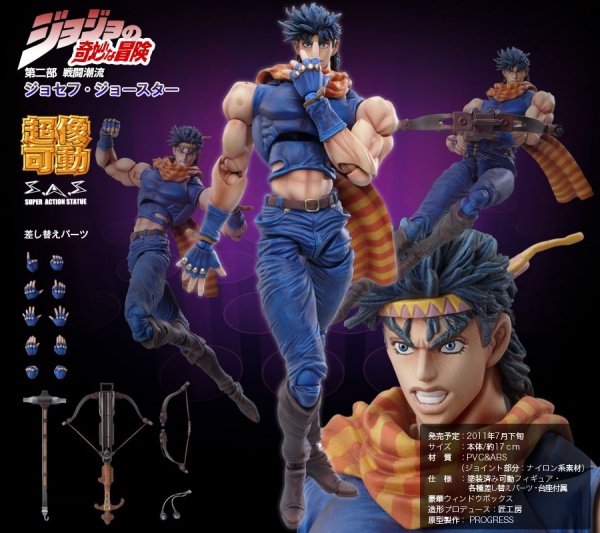 ジョジョの
奇妙な冒険
第二部 戦闘潮流
ジョセフ・ジョースター
超像
可動
S.A.S
SUPER ACTION STATUE
差し替えパーツ
発売予定：2011年7月下旬
サイズ ：本体/約17cm
材 質 ：PVC&ABS
(ジョイント部分：ナイロン系素材)
仕 様 ：塗装済み可動フィギュア・
各種差し替えパーツ・台座付属
豪華ウィンドウボックス
造形プロデュース：匠工房
原型製作： PROGRESS